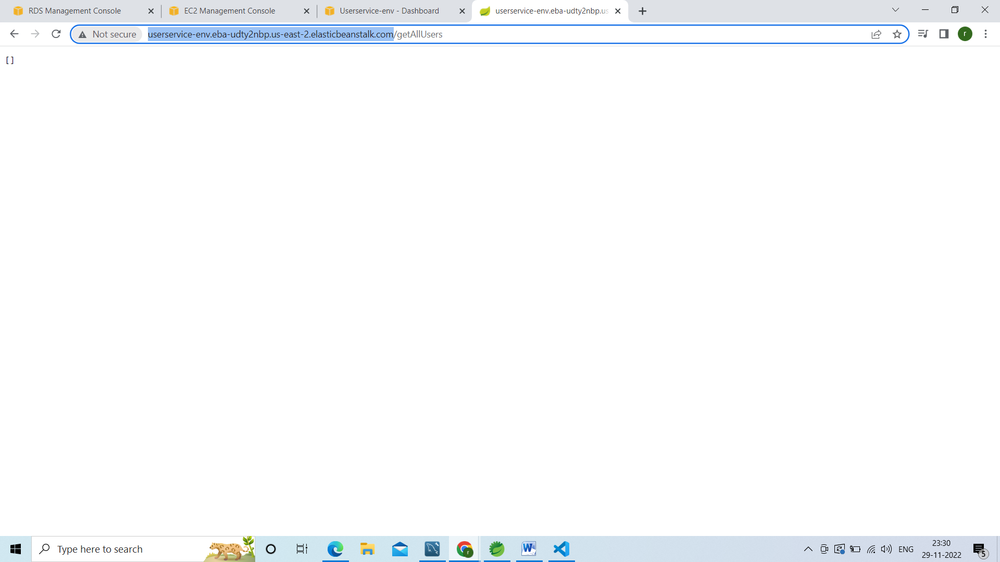 RDS Management Console
EC2 Management Console
Userservice-env - Dashboard
userservice-env.eba-udty2nbp.us
Not secure
userservice-env.eba-udty2nbp.us-east-2.elasticbeanstalk.com/getAllUsers
r
[]
Type here to search
r
W
ENG
23:30
29-11-2022
5